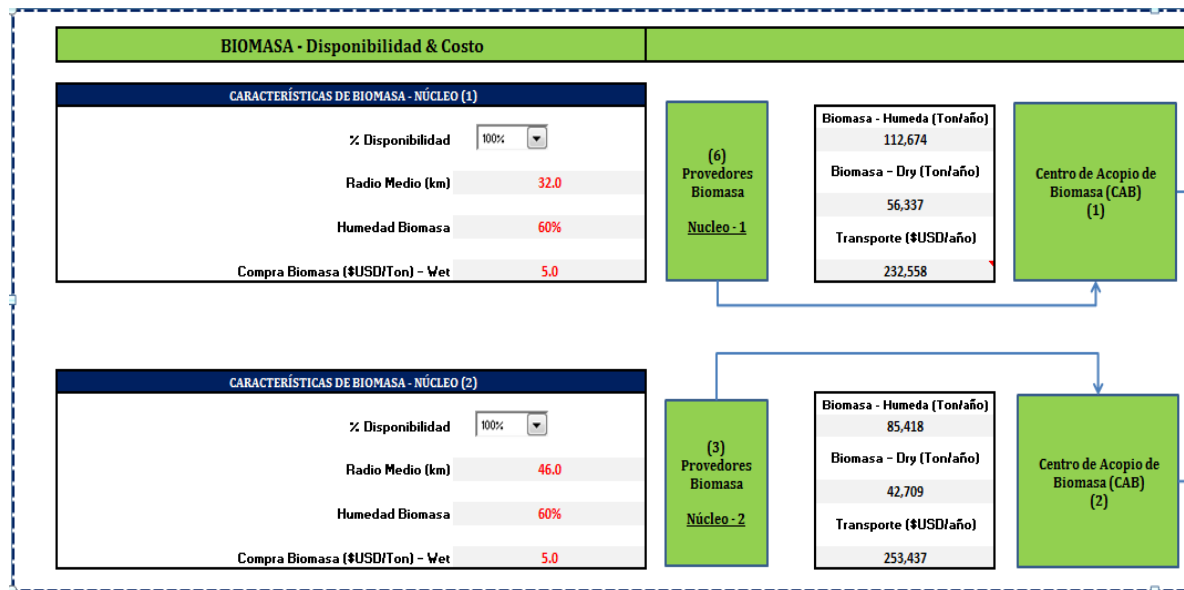 BIOMASA - Disponibilidad & Costo
CARACTERÍSTICAS DE BIOMASA - NÚCLEO (1)
% Disponibilidad 100%
Radio Medio (km) 32.0
Humedad Biomasa 60%
Compra Biomasa ($USD/Ton) - Wet 5.0
(6)
Provedores
Biomasa
Nucleo - 1
Biomasa - Humeda (Ton/año)
112,674
Biomasa - Dry (Ton/año)
56,337
Transporte ($USD/año)
232,558
Centro de Acopio de
Biomasa (CAB)
(1)
CARACTERÍSTICAS DE BIOMASA - NÚCLEO (2)
% Disponibilidad 100%
Radio Medio (km) 46.0
Humedad Biomasa 60%
Compra Biomasa ($USD/Ton) - Wet 5.0
(3)
Provedores
Biomasa
Núcleo - 2
Biomasa - Humeda (Ton/año)
85,418
Biomasa - Dry (Ton/año)
42,709
Transporte ($USD/año)
253,437
Centro de Acopio de
Biomasa (CAB)
(2)